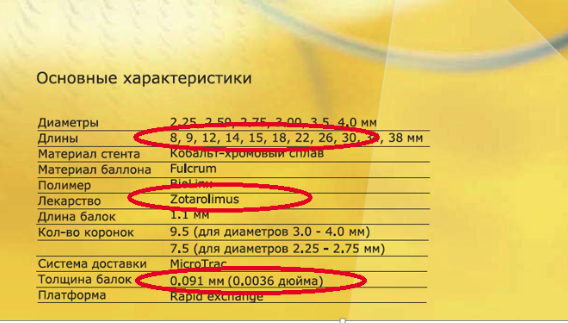 Основные характеристики
Диаметры 2.25, 2.50, 2.75, 3.00, 3.5, 4.0 мм
Длины 8, 9, 12, 14, 15, 18, 22, 26, 30, 38 мм
Материал стента Кобальт-хромовый сплав
Материал баллона Fulcrum
Полимер BioLinx
Лекарство Zotarolimus
Длина балок 1.1 мм
Кол-во коронок 9.5 (для диаметров 3.0 - 4.0 мм)
7.5 (для диаметров 2.25 - 2.75 мм)
Система доставки MicroTrac
Толщина балок 0.091 мм (0.0036 дюйма)
Платформа Rapid exchange